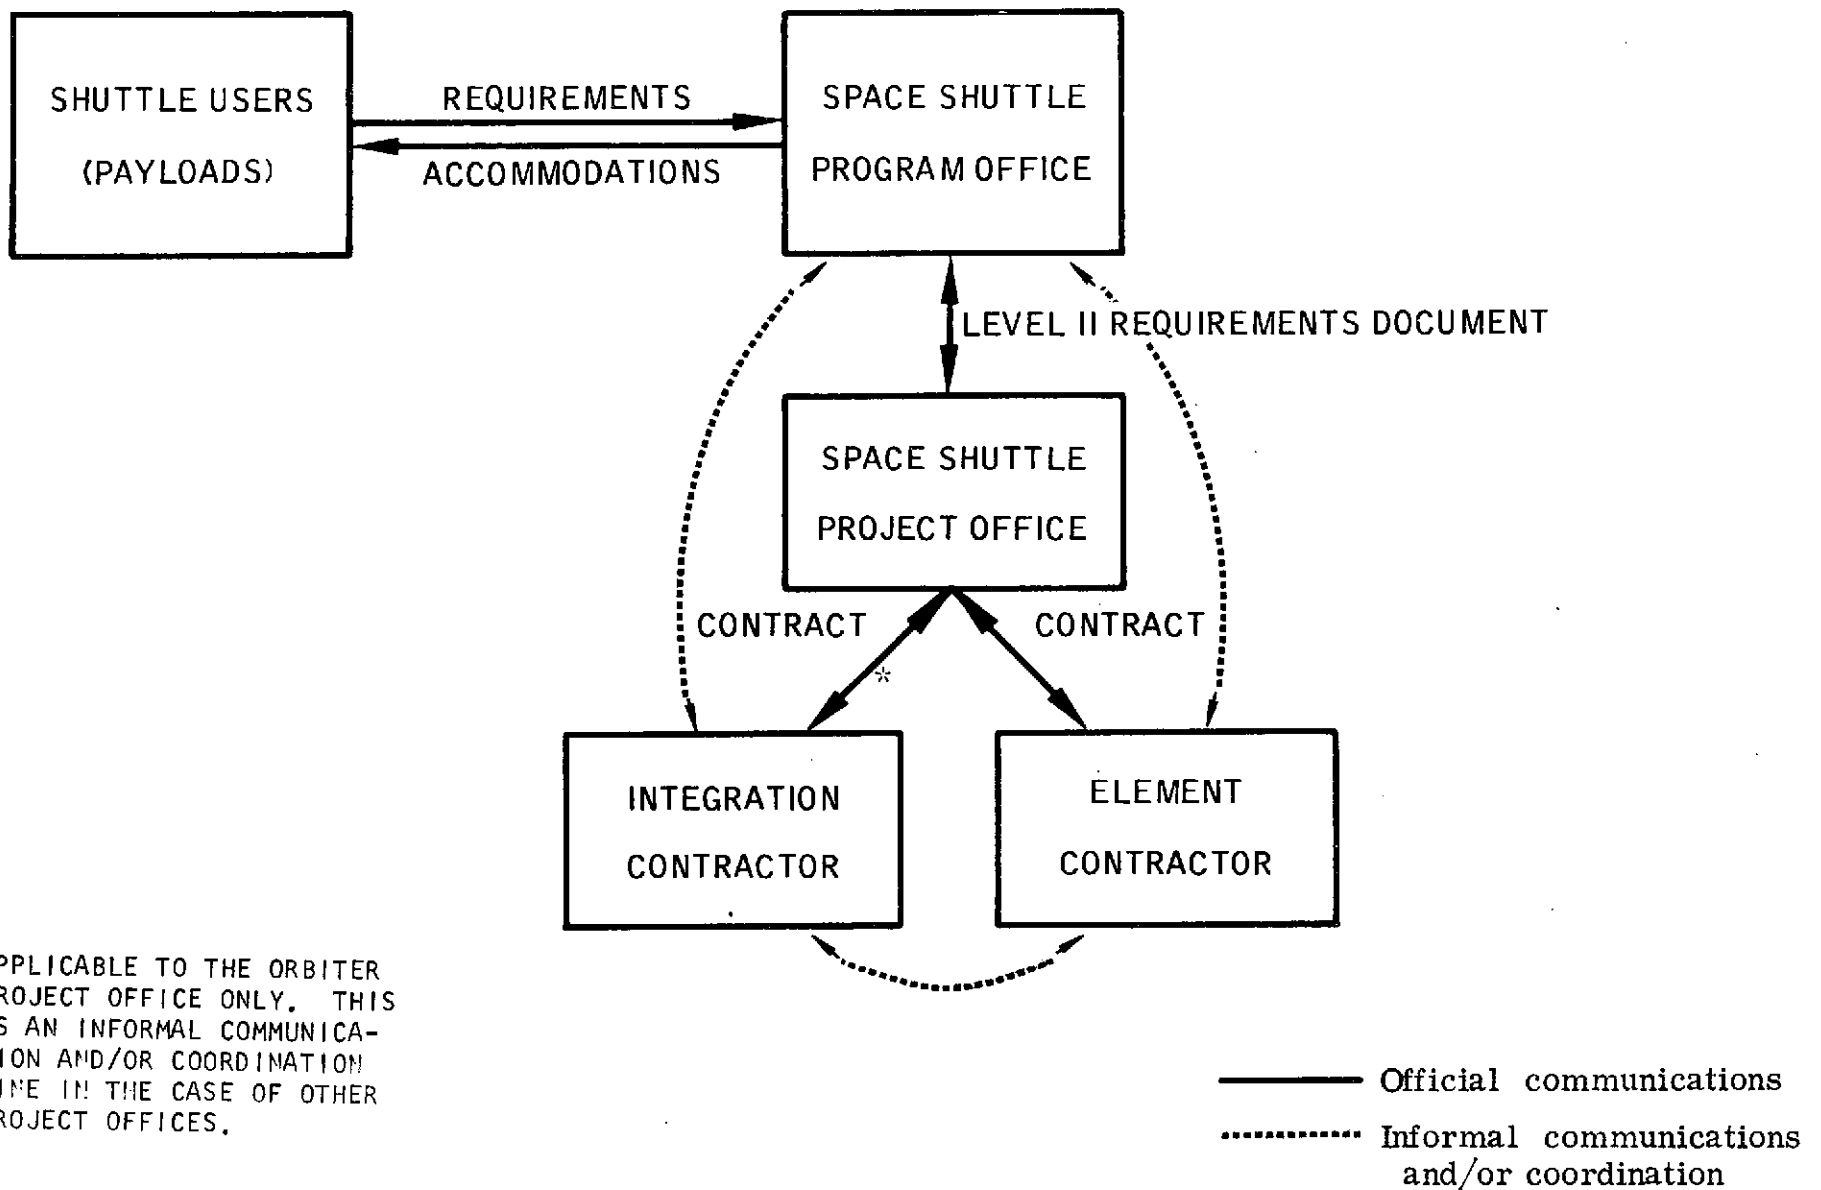 SHUTTLE USERS
(PAYLOADS)
REQUIREMENTS
ACCOMMODATIONS
SPACE SHUTTLE
PROGRAM OFFICE
LEVEL II REQUIREMENTS DOCUMENT
SPACE SHUTTLE
PROJECT OFFICE
CONTRACT
CONTRACT
*
INTEGRATION
CONTRACTOR
ELEMENT
CONTRACTOR
PPLICABLE TO THE ORBITER
ROJECT OFFICE ONLY. THIS
S AN INFORMAL COMMUNICA-
ION AND/OR COORDINATION
INE IN THE CASE OF OTHER
ROJECT OFFICES.
Official communications
Informal communications
and/or coordination